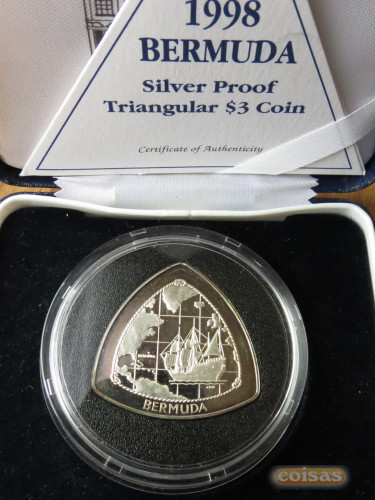 1998
BERMUDA
Silver Proof
Triangular $3 Coin
Certificate of Authenticity
BERMUDA
coisas